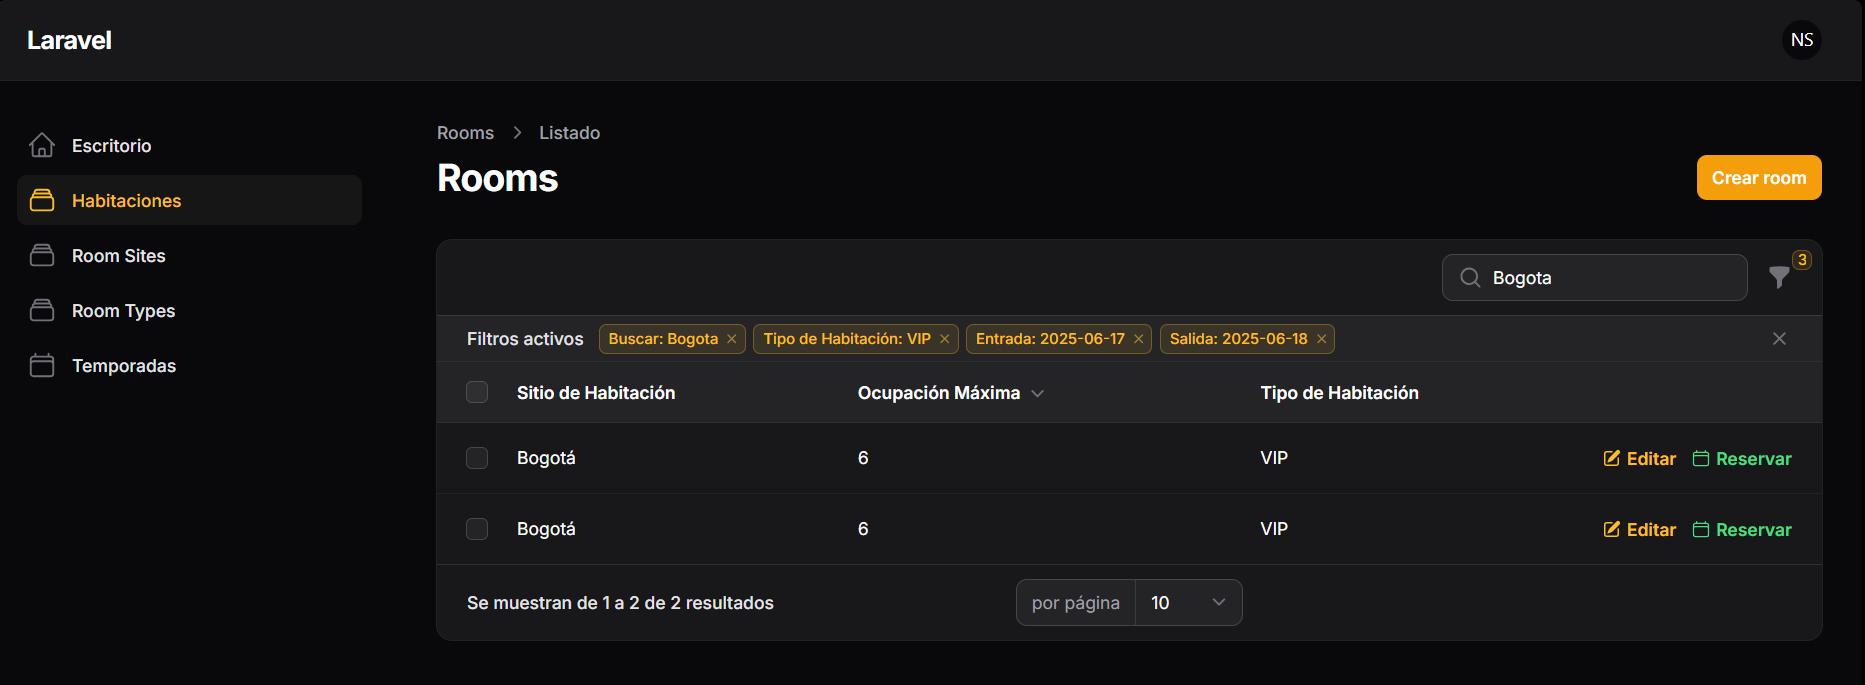 Laravel
NS
Escritorio
Habitaciones
Room Sites
Room Types
Temporadas
Rooms > Listado
Rooms
Crear room
Bogota
3
Filtros activos Buscar: Bogota × Tipo de Habitación: VIP × Entrada: 2025-06-17 × Salida: 2025-06-18 ×
Sitio de Habitación Ocupación Máxima Tipo de Habitación
Bogotá 6 VIP Editar Reservar
Bogotá 6 VIP Editar Reservar
Se muestran de 1 a 2 de 2 resultados por página 10